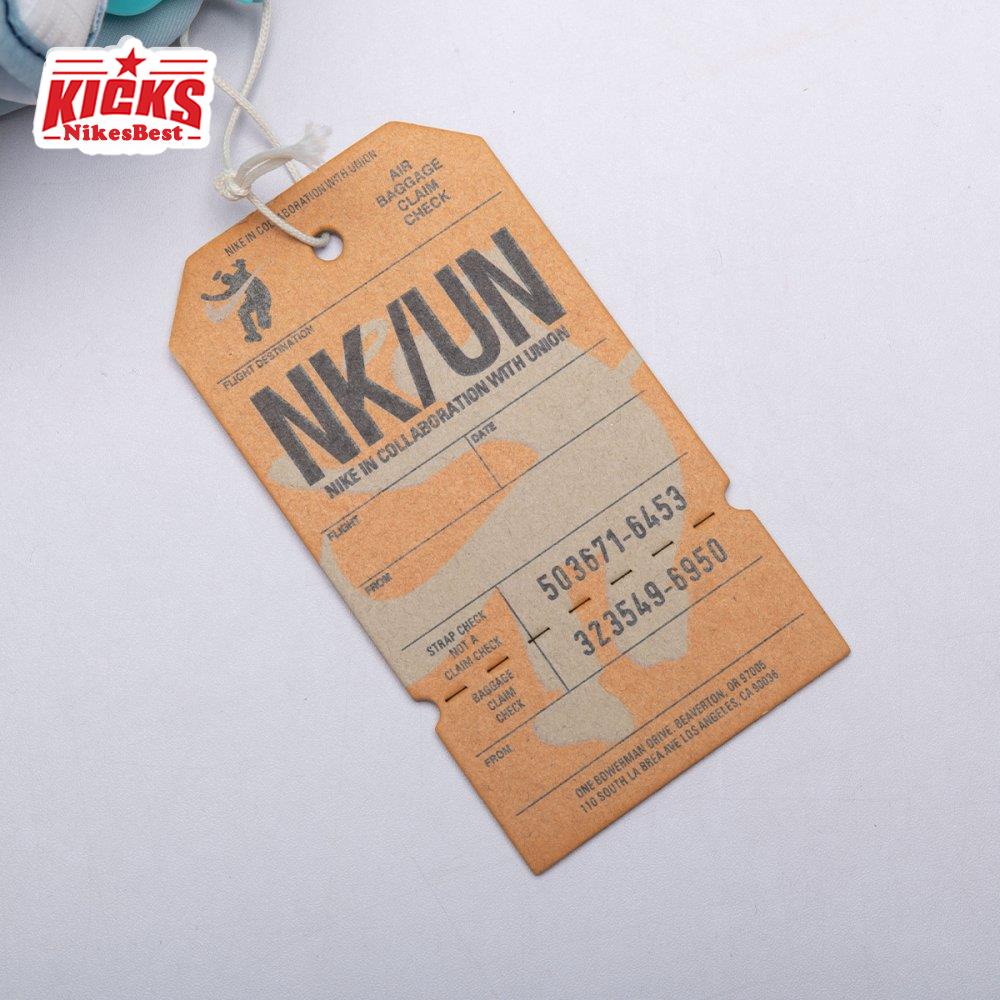 KICKS
NikesBest
NIKE IN COLLABORATION WITH UNION
AIR
BAGGAGE
CLAIM
CHECK
FLIGHT DESTINATION
NK/UN
NIKE IN COLLABORATION WITH UNION
FLIGHT
DATE
FROM
STRAP CHECK
NOT A
CLAIM CHECK
503671-6453
BAGGAGE
CLAIM
CHECK
323549-6950
FROM
ONE BOWERMAN DRIVE. BEAVERTON, OR 97005
110 SOUTH LA BREA AVE LOS ANGELES, CA 90036